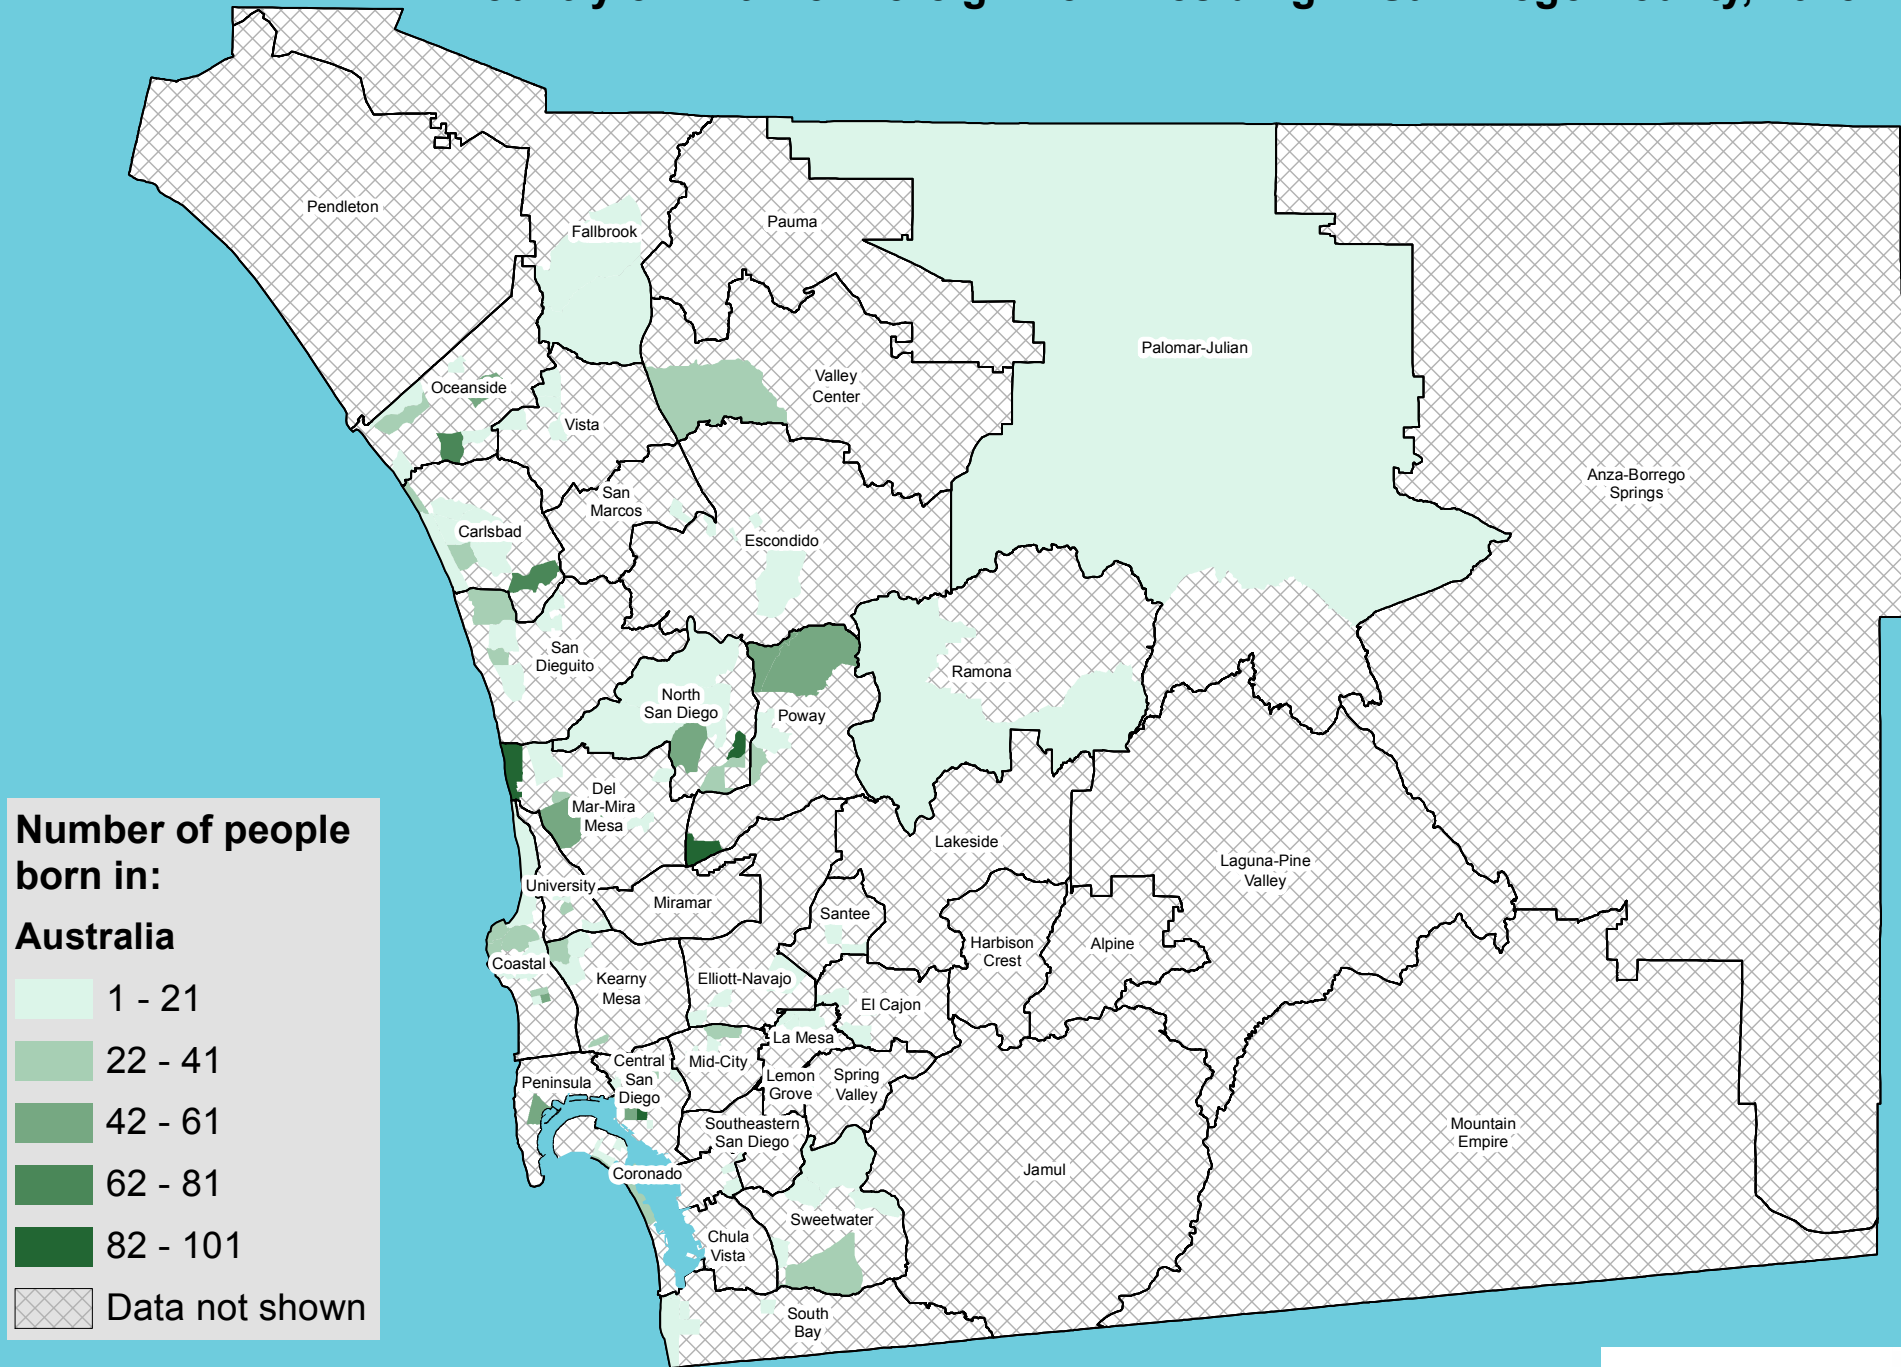 San Diego County,
Pendleton
Fallbrook
Pauma
Palomar-Julian
Oceanside
Valley
Center
Vista
Anza-Borrego
Springs
San
Marcos
Carlsbad
Escondido
San
Dieguito
Ramona
North
San Diego
Poway
Del
Mar-Mira
Mesa
Lakeside
Laguna-Pine
Valley
University
Miramar
Santee
Harbison
Crest
Alpine
Coastal
Kearny
Mesa
Elliott-Navajo
El Cajon
La Mesa
Mid-City
Central
San
Diego
Peninsula
Lemon
Grove
Spring
Valley
Southeastern
San Diego
Mountain
Empire
Jamul
Coronado
Sweetwater
Chula
Vista
South
Bay
Number of people
born in:
Australia
1 - 21
22 - 41
42 - 61
62 - 81
82 - 101
Data not shown